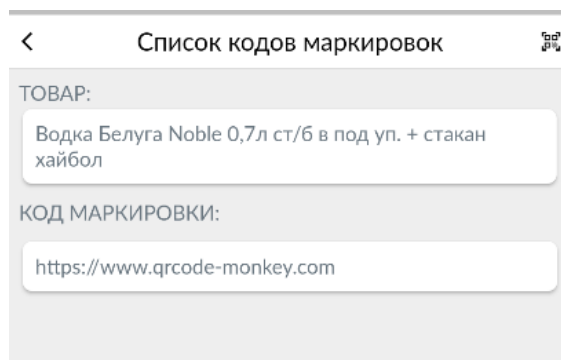 Список кодов маркировок
ТОВАР:
Водка Белуга Noble 0,7л ст/б в под уп. + стакан
хайбол
КОД МАРКИРОВКИ:
https://www.qrcode-monkey.com